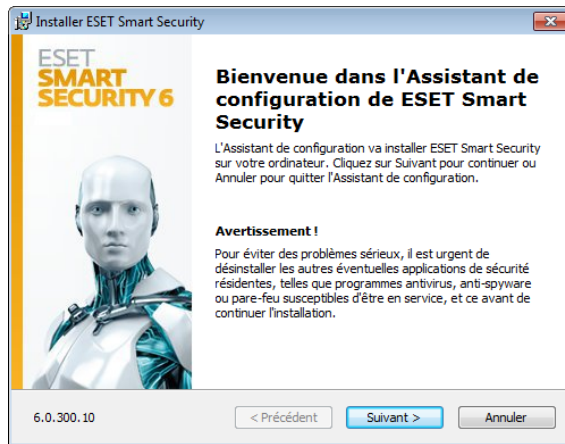 Installer ESET Smart Security
ESET
SMART
SECURITY 6
Bienvenue dans l'Assistant de
configuration de ESET Smart
Security
L'Assistant de configuration va installer ESET Smart Security
sur votre ordinateur. Cliquez sur Suivant pour continuer ou
Annuler pour quitter l'Assistant de configuration.
Avertissement !
Pour éviter des problèmes sérieux, il est urgent de
désinstaller les autres éventuelles applications de sécurité
résidentes, telles que programmes antivirus, anti-spyware
ou pare-feu susceptibles d'être en service, et ce avant de
continuer l'installation.
6.0.300.10
< Précédent
Suivant >
Annuler